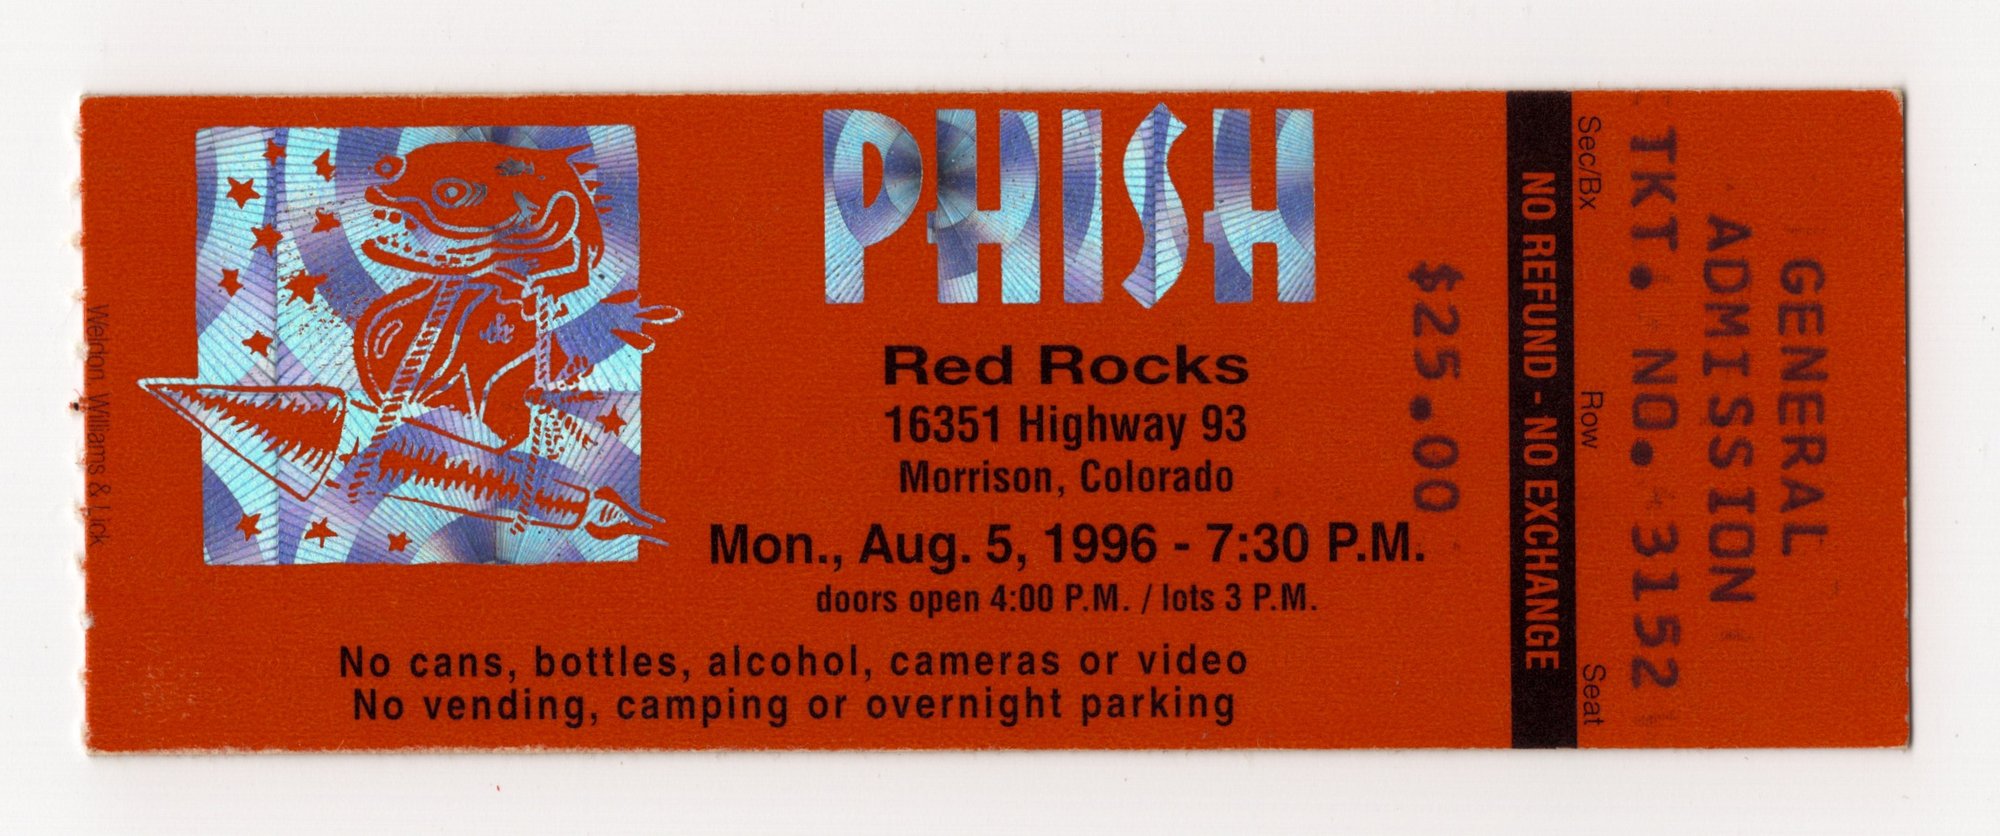 PHISH
Red Rocks
16351 Highway 93
Morrison, Colorado
Mon., Aug. 5, 1996 - 7:30 P.M.
doors open 4:00 P.M. / lots 3 P.M.
No cans, bottles, alcohol, cameras or video
No vending, camping or overnight parking
Weldon, Williams & Lick
$25.00
NO REFUND - NO EXCHANGE
Sec/Bx Row Seat
TKT. NO. 3152
ADMISSION
GENERAL